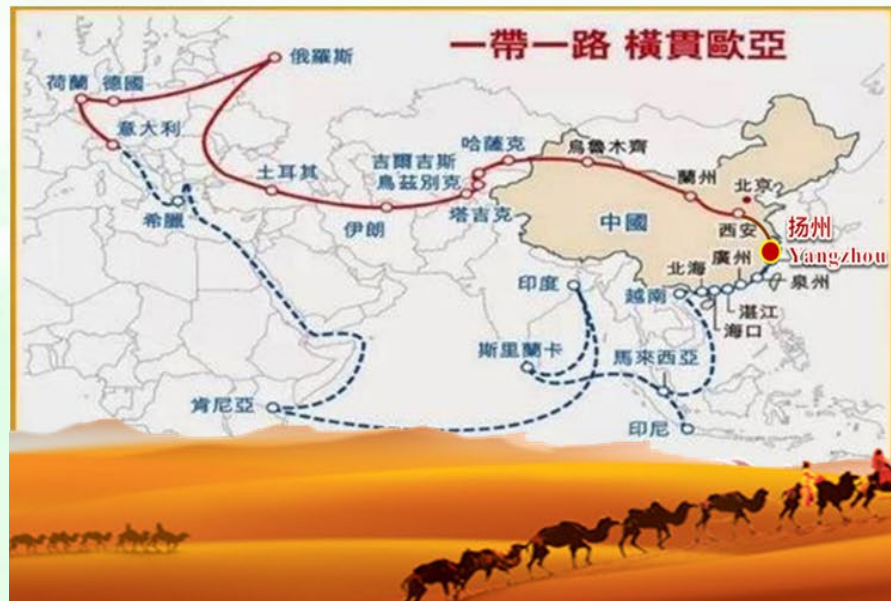 一帶一路 橫貫歐亞
俄羅斯
荷蘭 德國
意大利
哈薩克
烏魯木齊
吉爾吉斯
烏茲別克
土耳其
蘭州
北京
希臘
伊朗
塔吉克
中國
西安
扬州
Yangzhou
廣州
北海
印度
越南
泉州
湛江
海口
斯里蘭卡
馬來西亞
肯尼亞
印尼